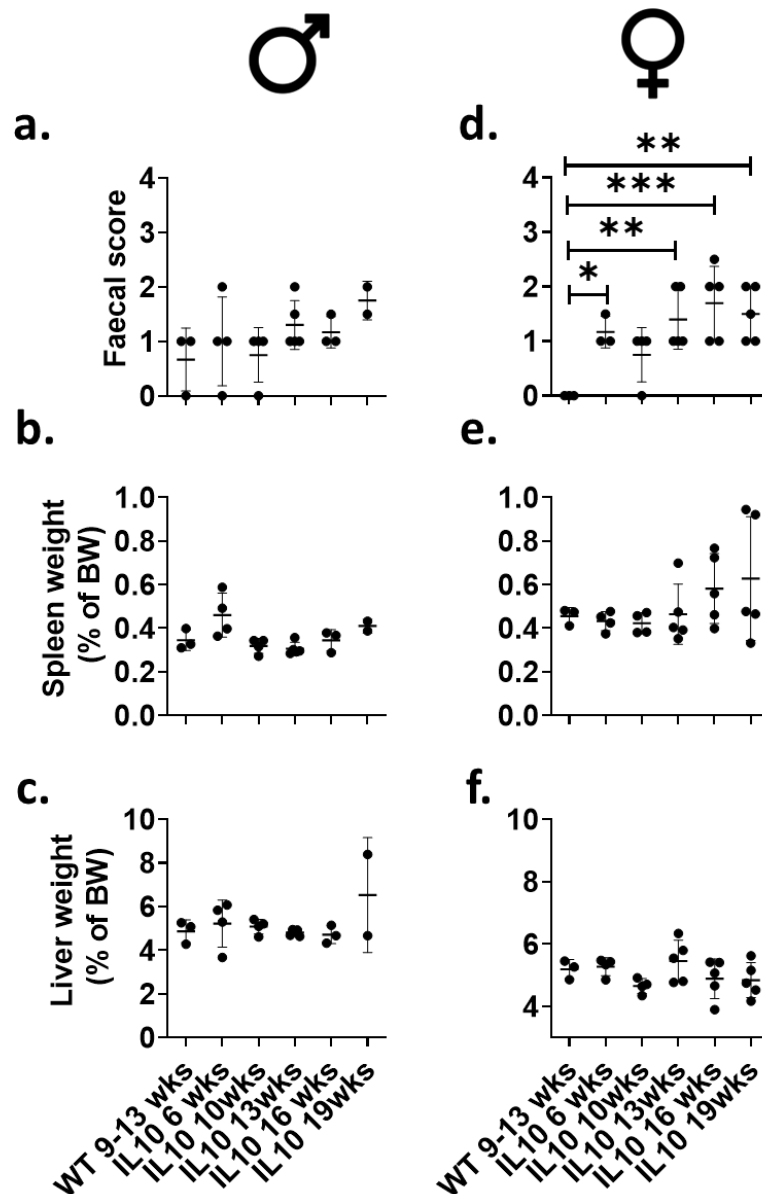 ♂ ♀
a.
Faecal score
4
3
2
1
0
d.
**
***
**
*
4
3
2
1
0
b.
Spleen weight
(% of BW)
1.0
0.8
0.6
0.4
0.2
0.0
e.
1.0
0.8
0.6
0.4
0.2
0.0
c.
Liver weight
(% of BW)
10
8
6
4
2
0
WT 9-13 wks
IL10 6 wks
IL10 10wks
IL10 13wks
IL10 16 wks
IL10 19wks
f.
10
8
6
4
WT 9-13 wks
IL10 6 wks
IL10 10wks
IL10 13wks
IL10 16 wks
IL10 19wks